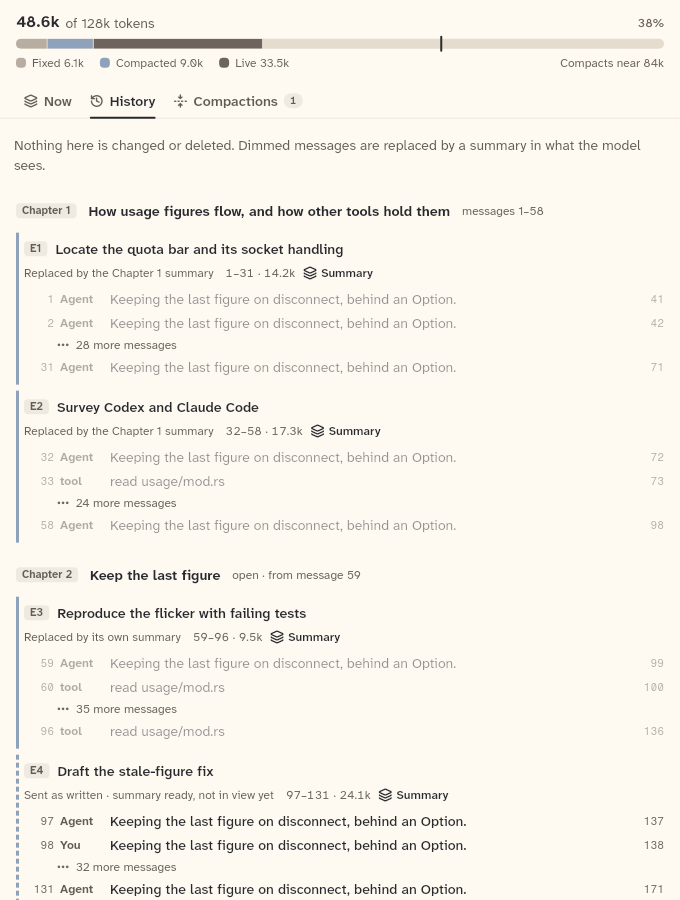 48.6k of 128k tokens 38%
Fixed 6.1k Compacted 9.0k Live 33.5k Compacts near 84k
Now History Compactions 1
Nothing here is changed or deleted. Dimmed messages are replaced by a summary in what the model
sees.
Chapter 1 How usage figures flow, and how other tools hold them messages 1–58
E1 Locate the quota bar and its socket handling
Replaced by the Chapter 1 summary 1–31 · 14.2k Summary
1 Agent Keeping the last figure on disconnect, behind an Option. 41
2 Agent Keeping the last figure on disconnect, behind an Option. 42
••• 28 more messages
31 Agent Keeping the last figure on disconnect, behind an Option. 71
E2 Survey Codex and Claude Code
Replaced by the Chapter 1 summary 32–58 · 17.3k Summary
32 Agent Keeping the last figure on disconnect, behind an Option. 72
33 tool read usage/mod.rs 73
••• 24 more messages
58 Agent Keeping the last figure on disconnect, behind an Option. 98
Chapter 2 Keep the last figure open · from message 59
E3 Reproduce the flicker with failing tests
Replaced by its own summary 59–96 · 9.5k Summary
59 Agent Keeping the last figure on disconnect, behind an Option. 99
60 tool read usage/mod.rs 100
••• 35 more messages
96 tool read usage/mod.rs 136
E4 Draft the stale-figure fix
Sent as written · summary ready, not in view yet 97–131 · 24.1k Summary
97 Agent Keeping the last figure on disconnect, behind an Option. 137
98 You Keeping the last figure on disconnect, behind an Option. 138
••• 32 more messages
131 Agent Keeping the last figure on disconnect, behind an Option. 171